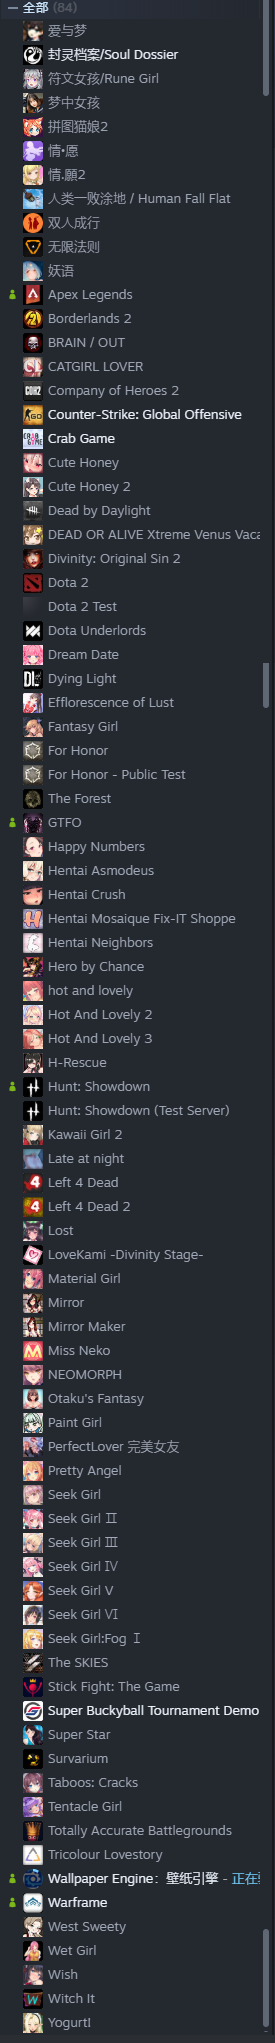 全部 (84)
爱与梦
封灵档案/Soul Dossier
符文女孩/Rune Girl
梦中女孩
拼图猫娘2
情•愿
情.願2
人类一败涂地 / Human Fall Flat
双人成行
无限法则
妖语
Apex Legends
Borderlands 2
BRAIN / OUT
CATGIRL LOVER
Company of Heroes 2
Counter-Strike: Global Offensive
Crab Game
Cute Honey
Cute Honey 2
Dead by Daylight
DEAD OR ALIVE Xtreme Venus Vaca
Divinity: Original Sin 2
Dota 2
Dota 2 Test
Dota Underlords
Dream Date
Dying Light
Efflorescence of Lust
Fantasy Girl
For Honor
For Honor - Public Test
The Forest
GTFO
Happy Numbers
Hentai Asmodeus
Hentai Crush
Hentai Mosaique Fix-IT Shoppe
Hentai Neighbors
Hero by Chance
hot and lovely
Hot And Lovely 2
Hot And Lovely 3
H-Rescue
Hunt: Showdown
Hunt: Showdown (Test Server)
Kawaii Girl 2
Late at night
Left 4 Dead
Left 4 Dead 2
Lost
LoveKami -Divinity Stage-
Material Girl
Mirror
Mirror Maker
Miss Neko
NEOMORPH
Otaku's Fantasy
Paint Girl
PerfectLover 完美女友
Pretty Angel
Seek Girl
Seek Girl Ⅱ
Seek Girl Ⅲ
Seek Girl Ⅳ
Seek Girl V
Seek Girl Ⅵ
Seek Girl:Fog Ⅰ
The SKIES
Stick Fight: The Game
Super Buckyball Tournament Demo
Super Star
Survarium
Taboos: Cracks
Tentacle Girl
Totally Accurate Battlegrounds
Tricolour Lovestory
Wallpaper Engine：壁纸引擎 - 正在
Warframe
West Sweety
Wet Girl
Wish
Witch It
Yogurt!